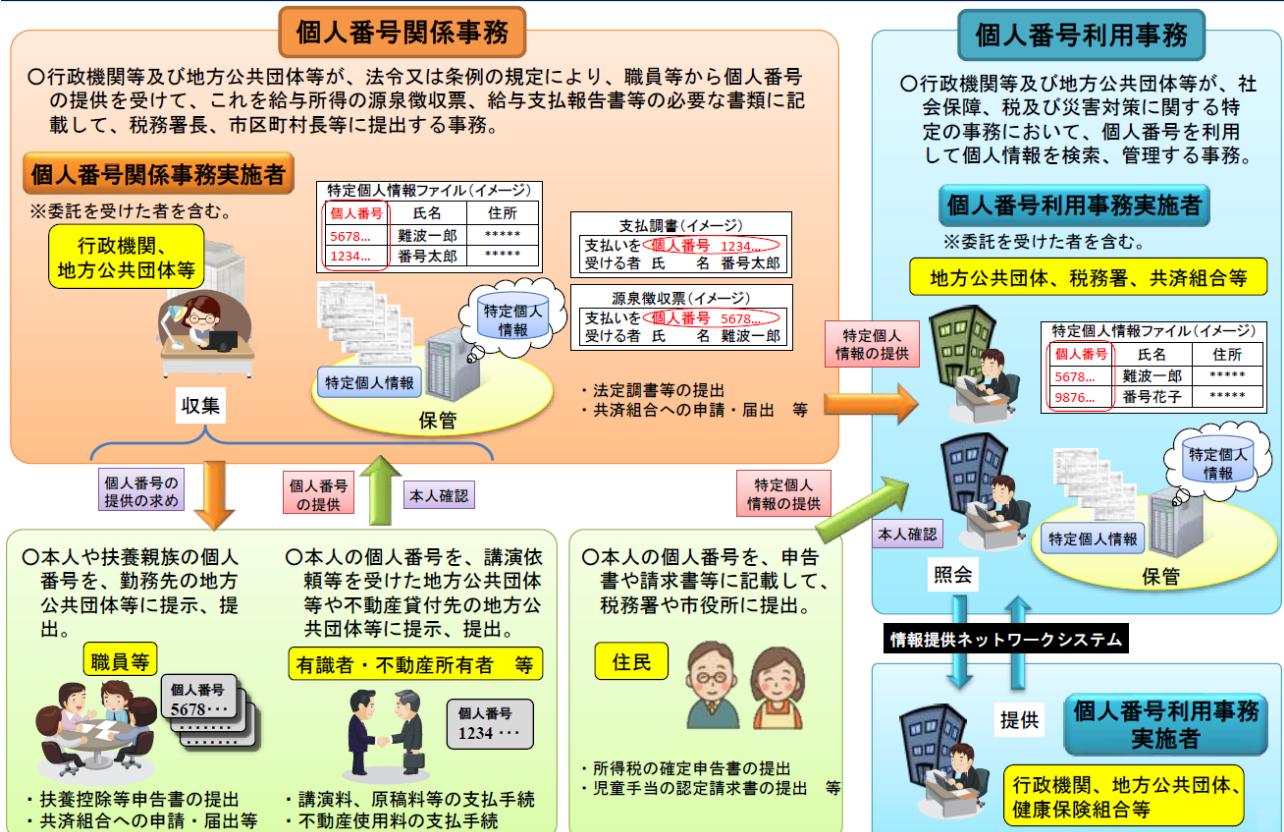 個人番号関係事務
〇行政機関等及び地方公共団体等が、法令又は条例の規定により、職員等から個人番号
の提供を受けて、これを給与所得の源泉徴収票、給与支払報告書等の必要な書類に記
載して、税務署長、市区町村長等に提出する事務。
個人番号関係事務実施者
※委託を受けた者を含む。
行政機関、
地方公共団体等
特定個人情報ファイル(イメージ)
個人番号 氏名 住所
5678... 難波一郎 *****
1234... 番号太郎 *****
支払調書(イメージ)
支払いを 個人番号 1234...
受ける者 氏 名 番号太郎
源泉徴収票(イメージ)
支払いを 個人番号 5678...
受ける者 氏 名 難波一郎
特定個人
情報
特定個人情報
保管
収集
・法定調書等の提出
・共済組合への申請・届出 等
特定個人
情報の提供
個人番号利用事務
〇行政機関等及び地方公共団体等が、社
会保障、税及び災害対策に関する特
定の事務において、個人番号を利用
して個人情報を検索、管理する事務。
個人番号利用事務実施者
※委託を受けた者を含む。
地方公共団体、税務署、共済組合等
特定個人情報ファイル(イメージ)
個人番号 氏名 住所
5678... 難波一郎 *****
9876... 番号花子 *****
特定個人
情報
特定個人情報
保管
本人確認
照会
個人番号の
提供の求め
個人番号
の提供
本人確認
特定個人
情報の提供
〇本人や扶養親族の個人
番号を、勤務先の地方
公共団体等に提示、提
出。
職員等
個人番号
5678・・・
・・・・・・・
・・・・・・・
・扶養控除等申告書の提出
・共済組合への申請・届出等
〇本人の個人番号を、講演依
頼等を受けた地方公共団体
等や不動産貸付先の地方公
共団体等に提示、提出。
有識者・不動産所有者 等
個人番号
1234 ・・・
・講演料、原稿料等の支払手続
・不動産使用料の支払手続
〇本人の個人番号を、申告
書や請求書等に記載して、
税務署や市役所に提出。
住民
・所得税の確定申告書の提出
・児童手当の認定請求書の提出 等
情報提供ネットワークシステム
提供
個人番号利用事務
実施者
行政機関、地方公共団体、
健康保険組合等